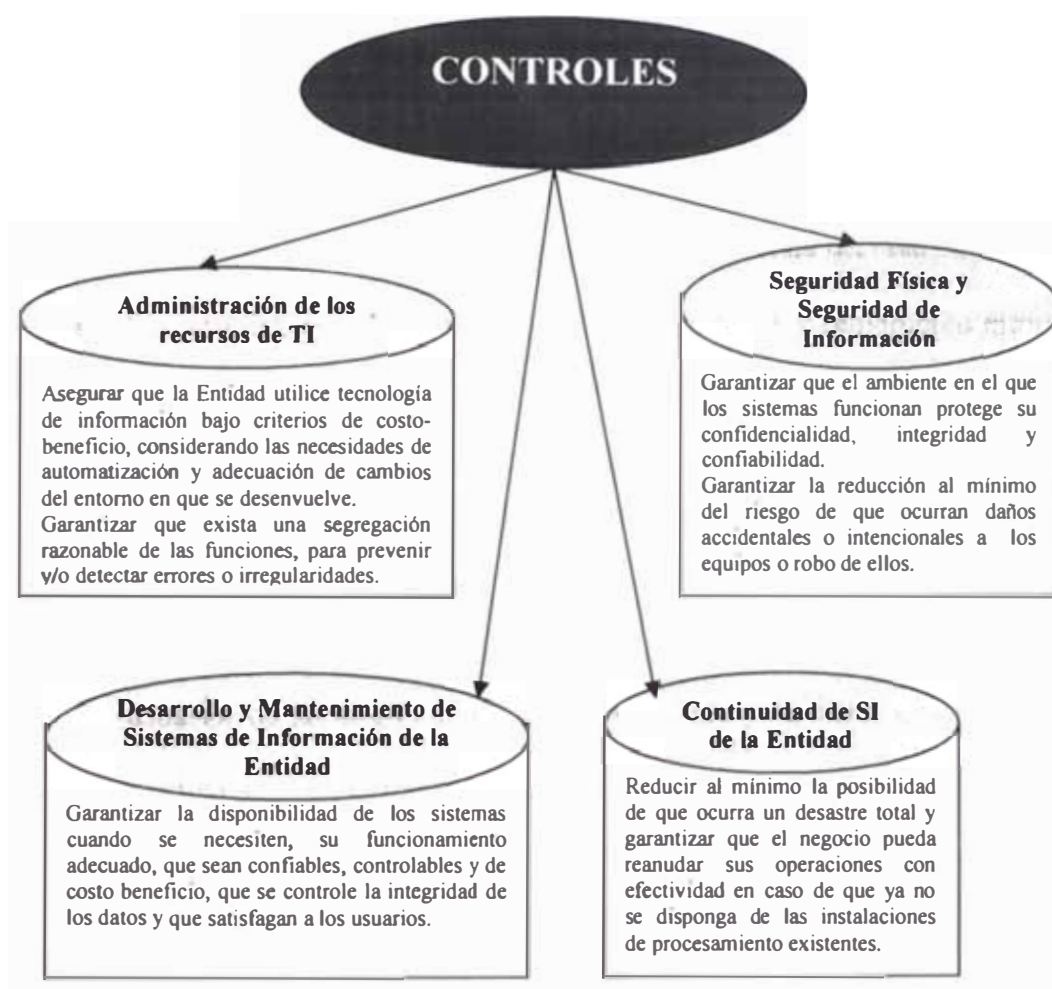 CONTROLES
Administración de los
recursos de TI
Asegurar que la Entidad utilice tecnología
de información bajo criterios de costo-
beneficio, considerando las necesidades de
automatización y adecuación de cambios
del entorno en que se desenvuelve.
Garantizar que exista una segregación
razonable de las funciones, para prevenir
y/o detectar errores o irregularidades.
Seguridad Física y
Seguridad de
Información
Garantizar que el ambiente en el que
los sistemas funcionan protege su
confidencialidad, integridad y
confiabilidad.
Garantizar la reducción al mínimo
del riesgo de que ocurran daños
accidentales o intencionales a los
equipos o robo de ellos.
Desarrollo y Mantenimiento de
Sistemas de Información de la
Entidad
Garantizar la disponibilidad de los sistemas
cuando se necesiten, su funcionamiento
adecuado, que sean confiables, controlables y de
costo beneficio, que se controle la integridad de
los datos y que satisfagan a los usuarios.
Continuidad de SI
de la Entidad
Reducir al mínimo la posibilidad
de que ocurra un desastre total y
garantizar que el negocio pueda
reanudar sus operaciones con
efectividad en caso de que ya no
se disponga de las instalaciones
de procesamiento existentes.